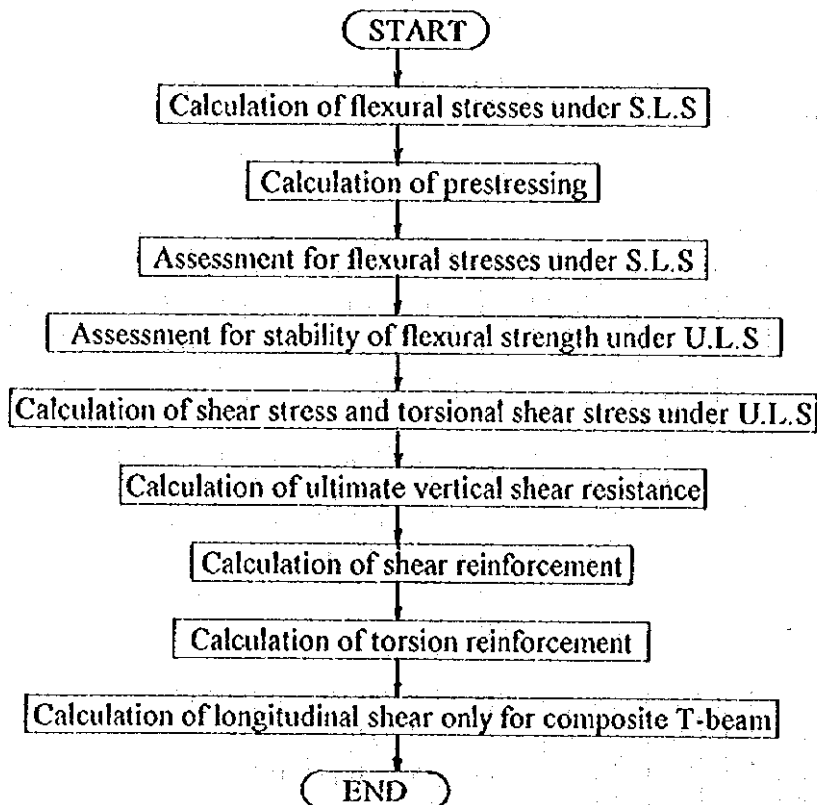 START
Calculation of flexural stresses under S.L.S
Calculation of prestressing
Assessment for flexural stresses under S.L.S
Assessment for stability of flexural strength under U.L.S
Calculation of shear stress and torsional shear stress under U.L.S
Calculation of ultimate vertical shear resistance
Calculation of shear reinforcement
Calculation of torsion reinforcement
Calculation of longitudinal shear only for composite T-beam
END